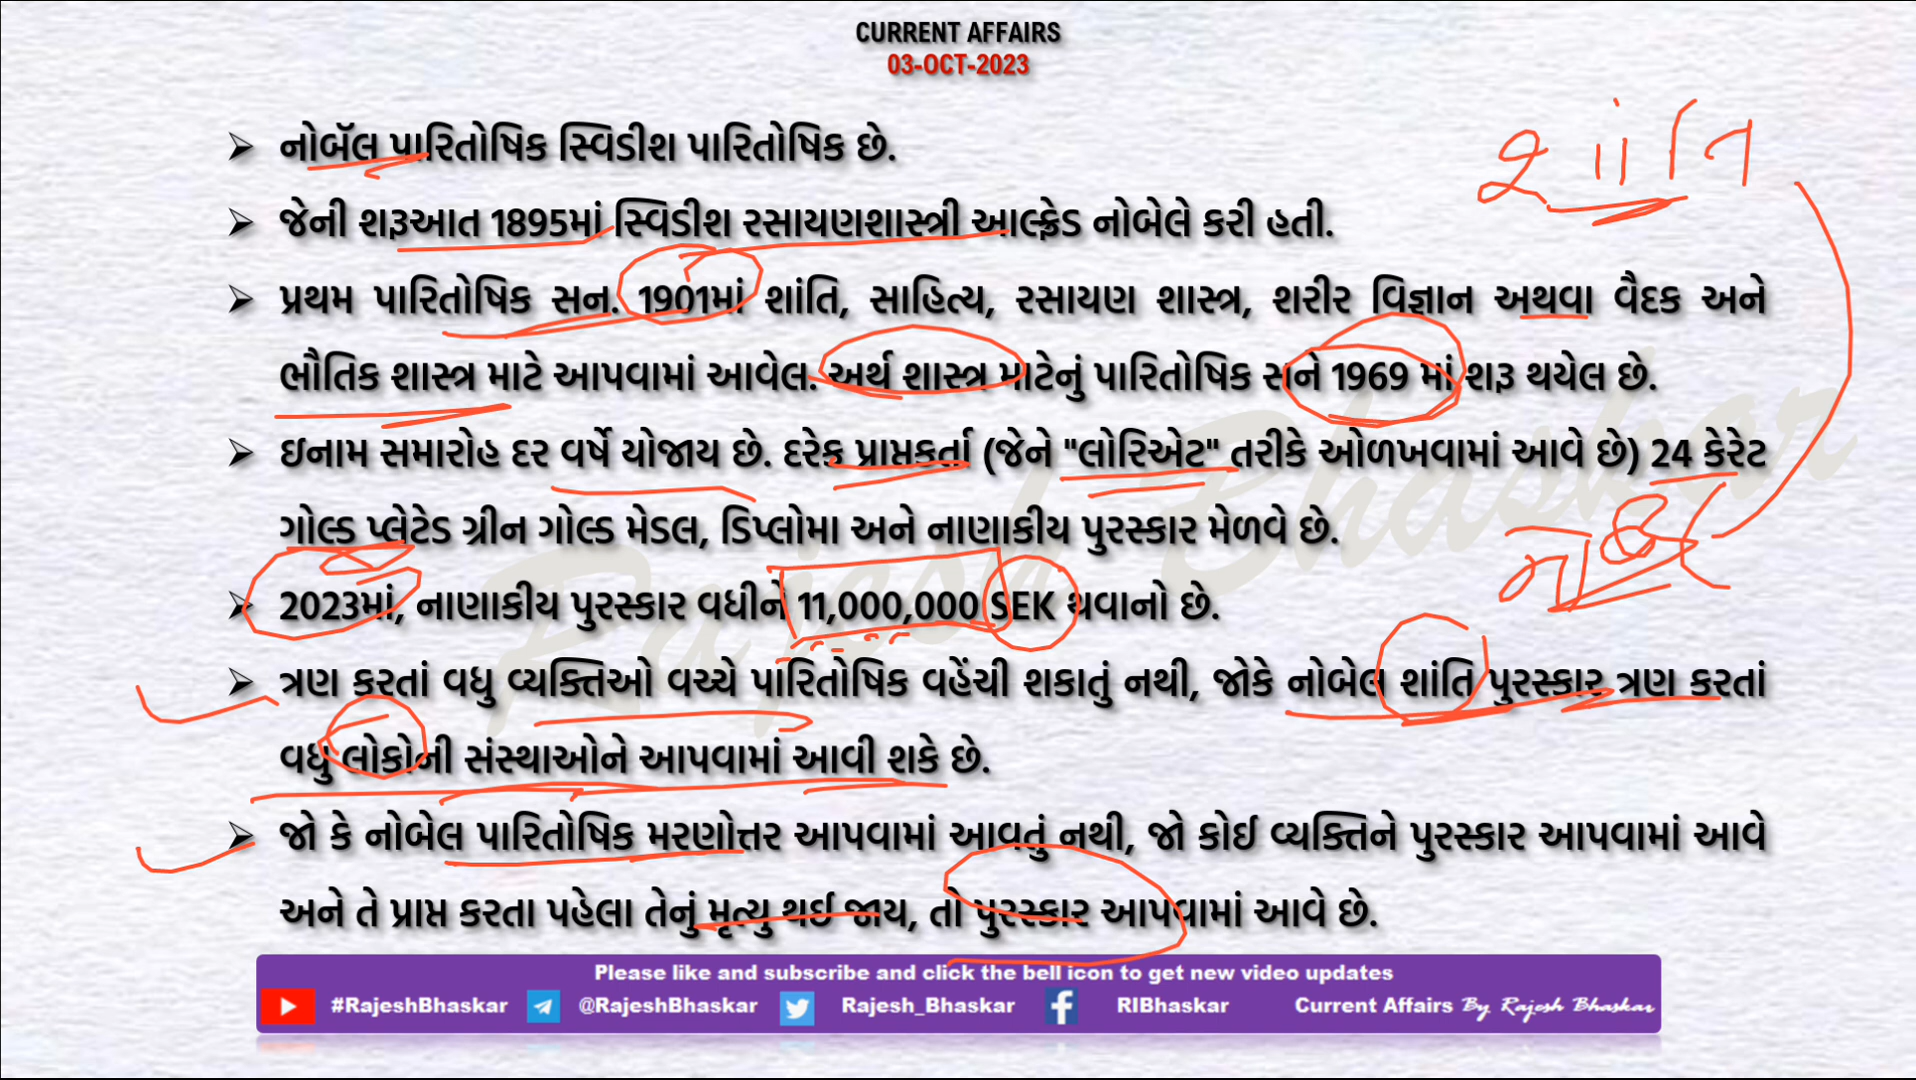 CURRENT AFFAIRS
03-OCT-2023
શાંતિ
➢ નોબૅલ પારિતોષિક સ્વિડીશ પારિતોષિક છે.
➢ જેની શરૂઆત 1895માં સ્વિડીશ રસાયણશાસ્ત્રી આલ્ફ્રેડ નોબેલે કરી હતી.
➢ પ્રથમ પારિતોષિક સન. 1901માં શાંતિ, સાહિત્ય, રસાયણ શાસ્ત્ર, શરીર વિજ્ઞાન અથવા વૈદક અને
ભૌતિક શાસ્ત્ર માટે આપવામાં આવેલ. અર્થ શાસ્ત્ર માટેનું પારિતોષિક સને 1969 માં શરૂ થયેલ છે.
➢ ઇનામ સમારોહ દર વર્ષે યોજાય છે. દરેક પ્રાપ્તકર્તા (જેને "લોરિએટ" તરીકે ઓળખવામાં આવે છે) 24 કેરેટ
ગોલ્ડ પ્લેટેડ ગ્રીન ગોલ્ડ મેડલ, ડિપ્લોમા અને નાણાકીય પુરસ્કાર મેળવે છે.
➢ 2023માં, નાણાકીય પુરસ્કાર વધીને 11,000,000 SEK થવાનો છે.
➢ ત્રણ કરતાં વધુ વ્યક્તિઓ વચ્ચે પારિતોષિક વહેંચી શકાતું નથી, જોકે નોબેલ શાંતિ પુરસ્કાર ત્રણ કરતાં
વધુ લોકોની સંસ્થાઓને આપવામાં આવી શકે છે.
➢ જો કે નોબેલ પારિતોષિક મરણોત્તર આપવામાં આવતું નથી, જો કોઈ વ્યક્તિને પુરસ્કાર આપવામાં આવે
અને તે પ્રાપ્ત કરતા પહેલા તેનું મૃત્યુ થઈ જાય, તો પુરસ્કાર આપવામાં આવે છે.
Rajesh Bhaskar
Please like and subscribe and click the bell icon to get new video updates
#RajeshBhaskar @RajeshBhaskar Rajesh_Bhaskar RIBhaskar Current Affairs By Rajesh Bhaskar